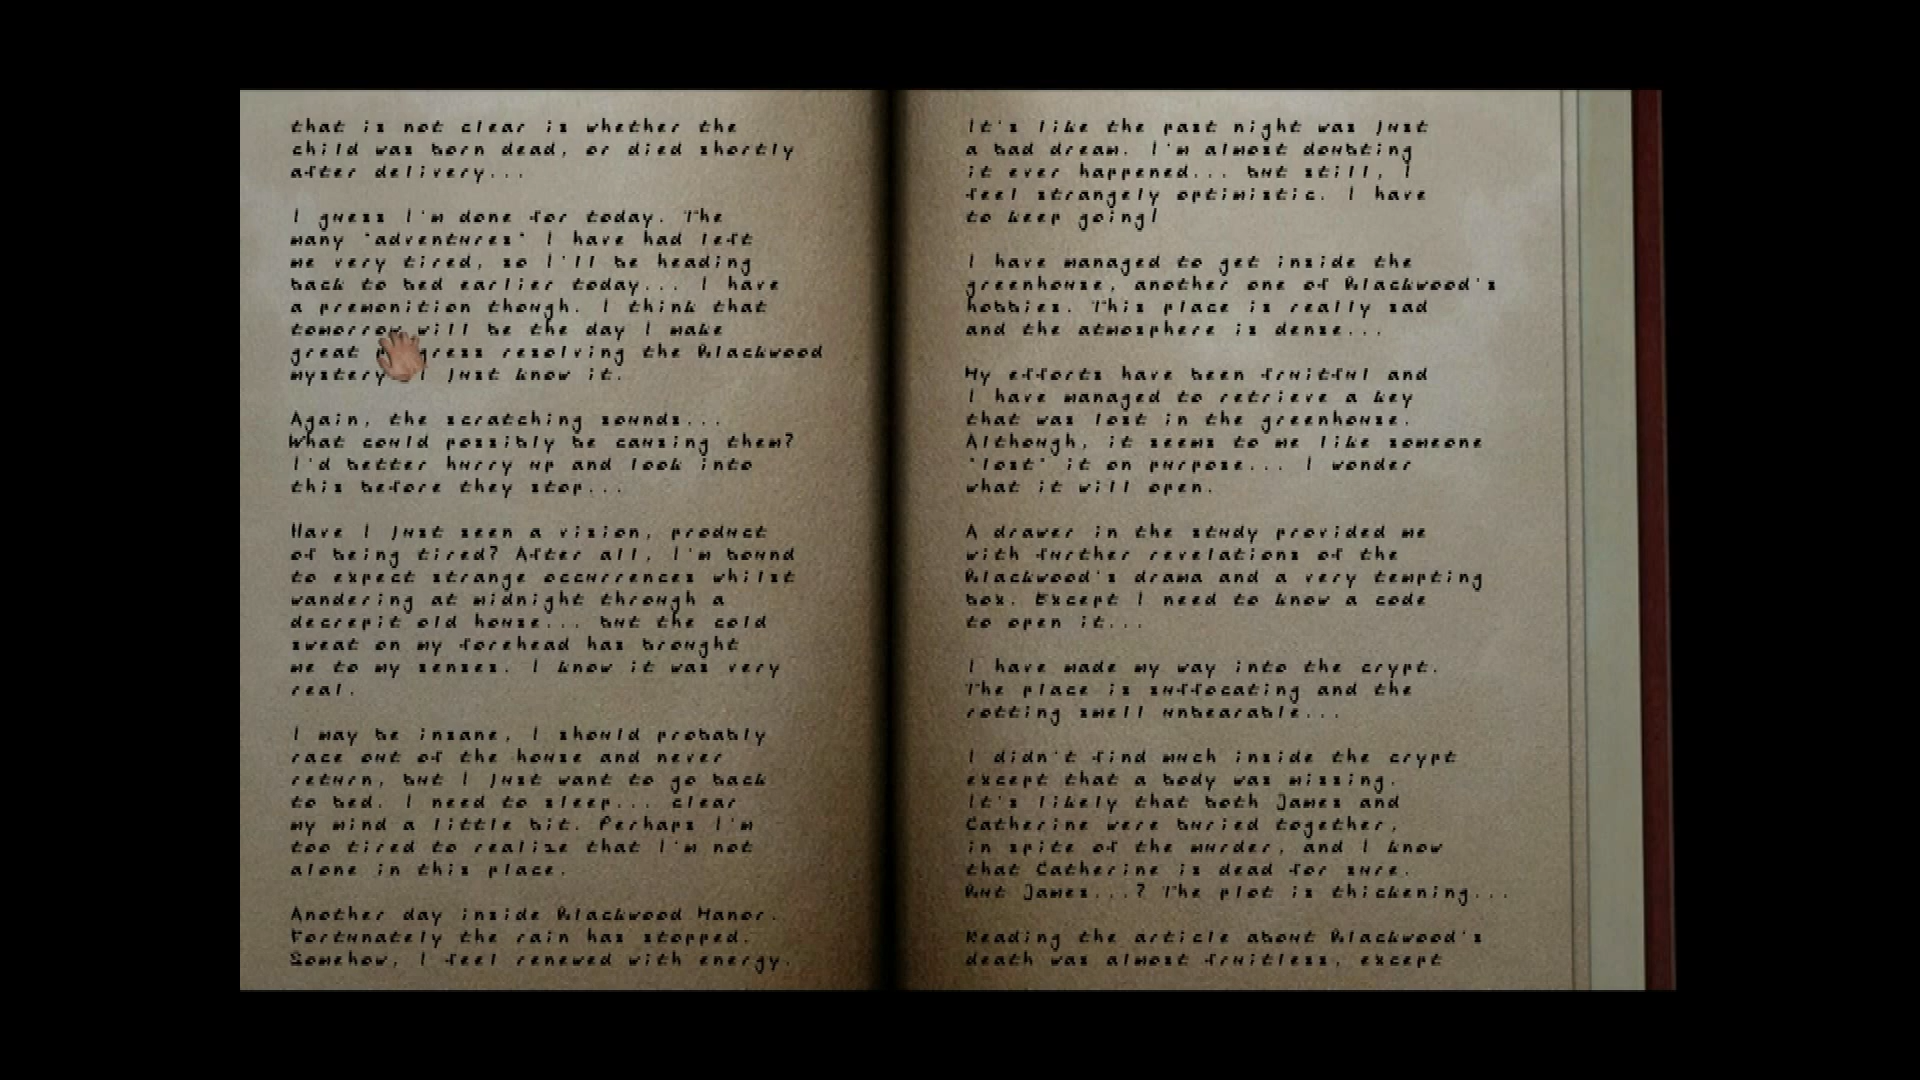 that is not clear is whether the
child was born dead, or died shortly
after delivery...
I guess I'm done for today. The
many "adventures" I have had left
me very tired, so I'll be heading
back to bed earlier today... I have
a premonition though. I think that
tomorrow will be the day I make
great resolving the Blackwood
mystery I just know it.
Again, the scratching sounds...
What could possibly be causing them?
I'd better hurry up and look into
this before they stop...
Have I just seen a vision, product
of being tired? After all, I'm bound
to expect strange occurrences whilst
wandering at midnight through a
decrepit old house... but the cold
sweat on my forehead has brought
me to my senses. I know it was very
real.
I may be insane, I should probably
race out of the house and never
return, but I just want to go back
to bed. I need to sleep... clear
my mind a little bit. Perhaps I'm
too tired to realize that I'm not
alone in this place.
Another day inside Blackwood Manor.
Fortunately the rain has stopped.
Somehow, I feel renewed with energy.
It's like the past night was just
a bad dream. I'm almost doubting
it ever happened... but still, I
feel strangely optimistic. I have
to keep going!
I have managed to get inside the
greenhouse, another one of Blackwood's
hobbies. This place is really sad
and the atmosphere is dense...
My efforts have been fruitful and
I have managed to retrieve a key
that was lost in the greenhouse.
Although, it seems to me like someone
"lost" it on purpose... I wonder
what it will open.
A drawer in the study provided me
with further revelations of the
Blackwood's drama and a very tempting
box. Except I need to know a code
to open it...
I have made my way into the crypt.
The place is suffocating and the
rotting smell unbearable...
I didn't find much inside the crypt
except that a body was missing.
It's likely that both James and
Catherine were buried together,
in spite of the murder, and I know
that Catherine is dead for sure.
But James...? The plot is thickening...
Reading the article about Blackwood's
death was almost fruitless, except